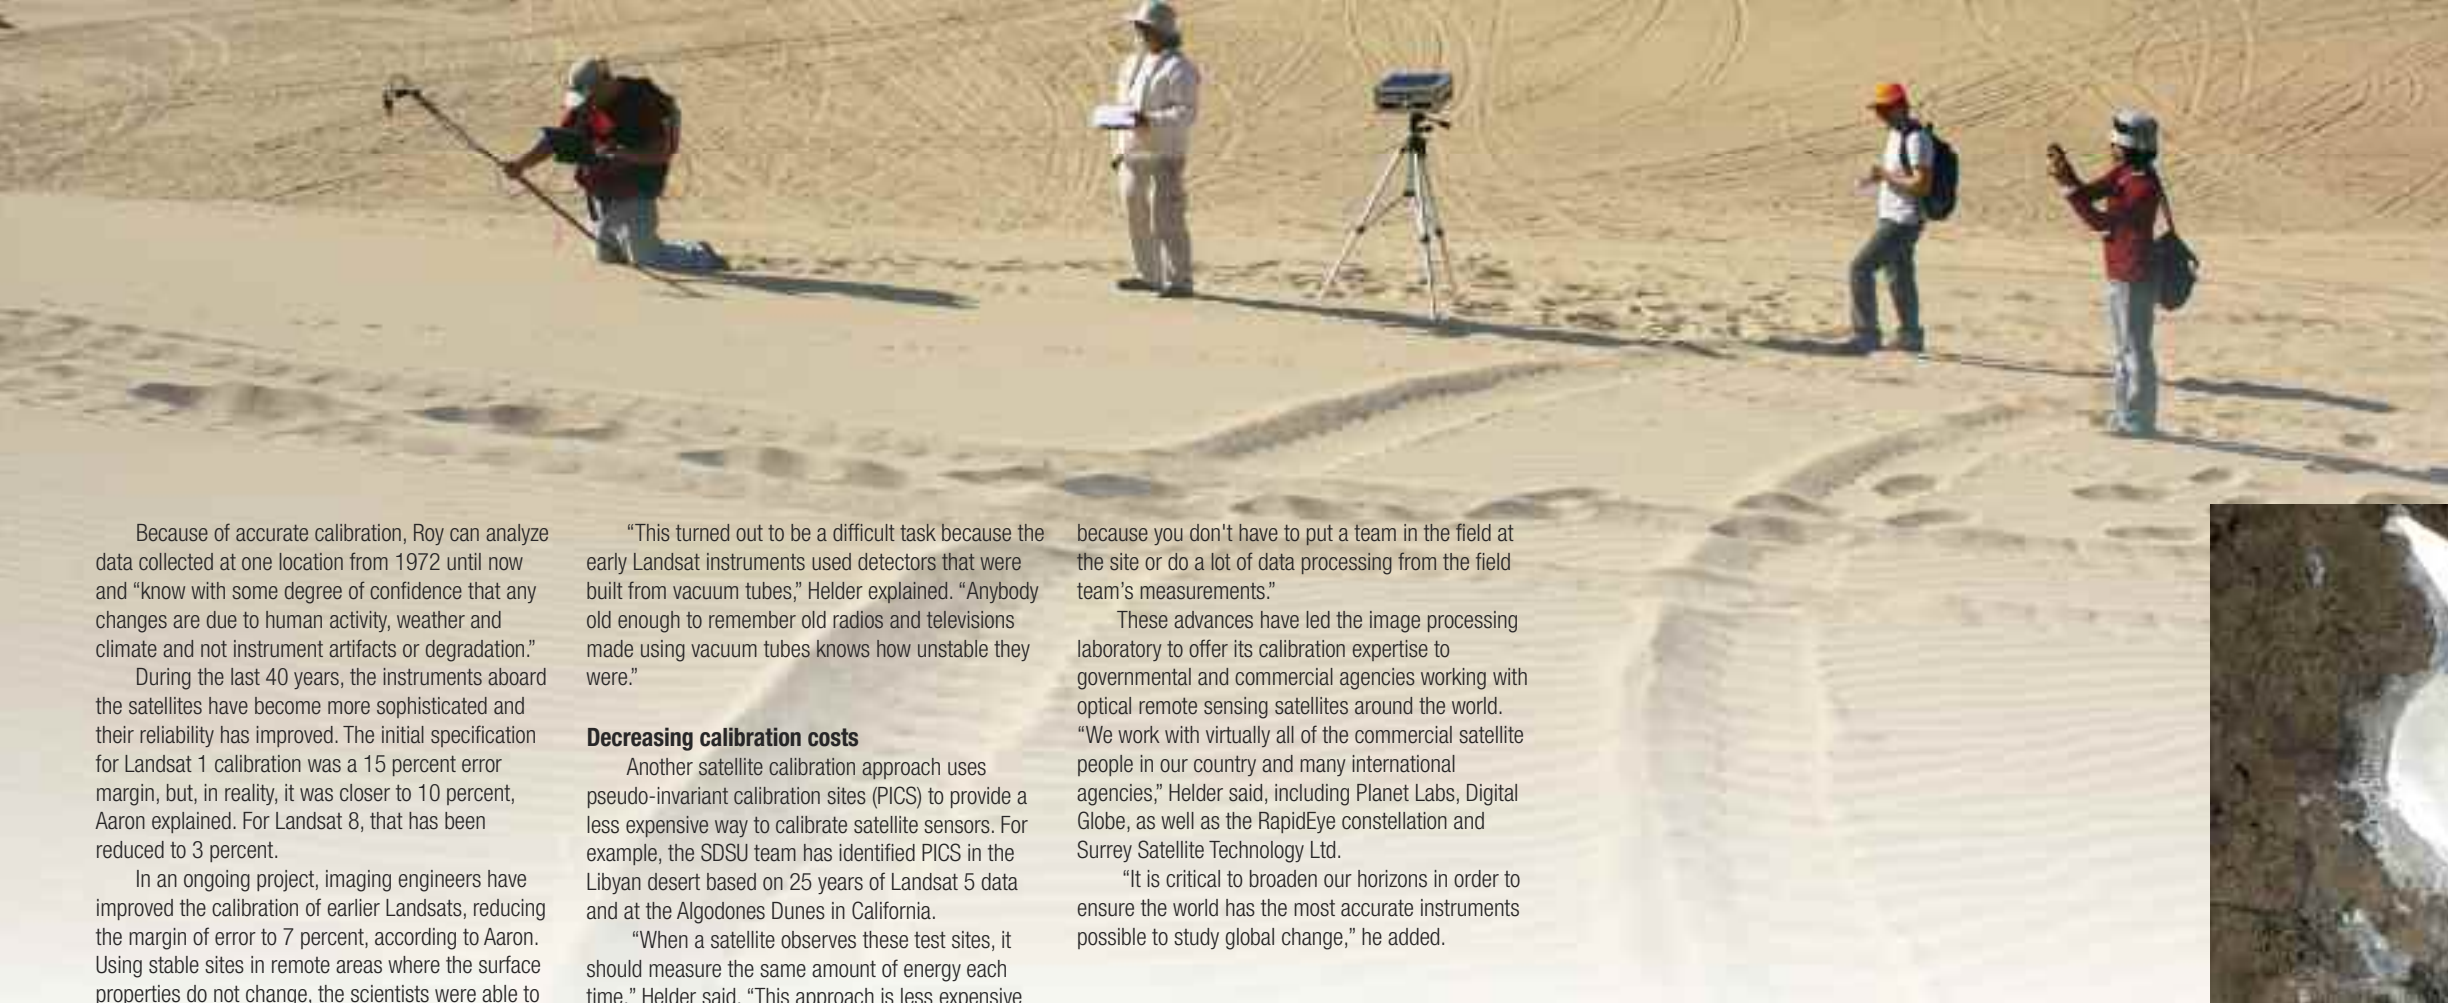 Because of accurate calibration, Roy can analyze
data collected at one location from 1972 until now
and “know with some degree of confidence that any
changes are due to human activity, weather and
climate and not instrument artifacts or degradation.”
During the last 40 years, the instruments aboard
the satellites have become more sophisticated and
their reliability has improved. The initial specification
for Landsat 1 calibration was a 15 percent error
margin, but, in reality, it was closer to 10 percent,
Aaron explained. For Landsat 8, that has been
reduced to 3 percent.
In an ongoing project, imaging engineers have
improved the calibration of earlier Landsats, reducing
the margin of error to 7 percent, according to Aaron.
Using stable sites in remote areas where the surface
properties do not change, the scientists were able to
“This turned out to be a difficult task because the
early Landsat instruments used detectors that were
built from vacuum tubes,” Helder explained. “Anybody
old enough to remember old radios and televisions
made using vacuum tubes knows how unstable they
were.”
Decreasing calibration costs
Another satellite calibration approach uses
pseudo-invariant calibration sites (PICS) to provide a
less expensive way to calibrate satellite sensors. For
example, the SDSU team has identified PICS in the
Libyan desert based on 25 years of Landsat 5 data
and at the Algodones Dunes in California.
“When a satellite observes these test sites, it
should measure the same amount of energy each
time,” Helder said. “This approach is less expensive
because you don't have to put a team in the field at
the site or do a lot of data processing from the field
team’s measurements.”
These advances have led the image processing
laboratory to offer its calibration expertise to
governmental and commercial agencies working with
optical remote sensing satellites around the world.
“We work with virtually all of the commercial satellite
people in our country and many international
agencies,” Helder said, including Planet Labs, Digital
Globe, as well as the RapidEye constellation and
Surrey Satellite Technology Ltd.
“It is critical to broaden our horizons in order to
ensure the world has the most accurate instruments
possible to study global change,” he added.